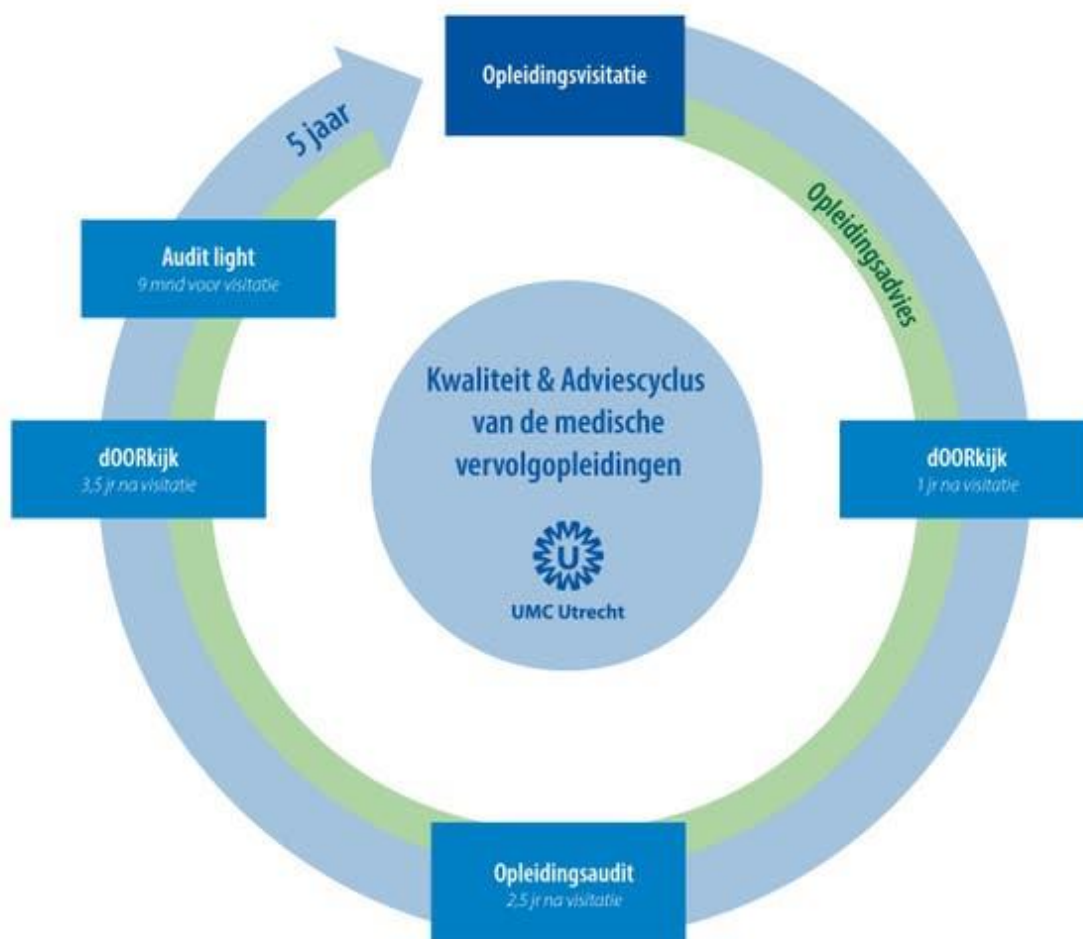 Opleidingsvisitatie
5 jaar
Opleidingsadvies
Audit light
9 mnd voor visitatie
Kwaliteit & Adviescyclus
van de medische
vervolgopleidingen
U
UMC Utrecht
dOORkijk
3,5 jr na visitatie
dOORkijk
1 jr na visitatie
Opleidingsaudit
2,5 jr na visitatie